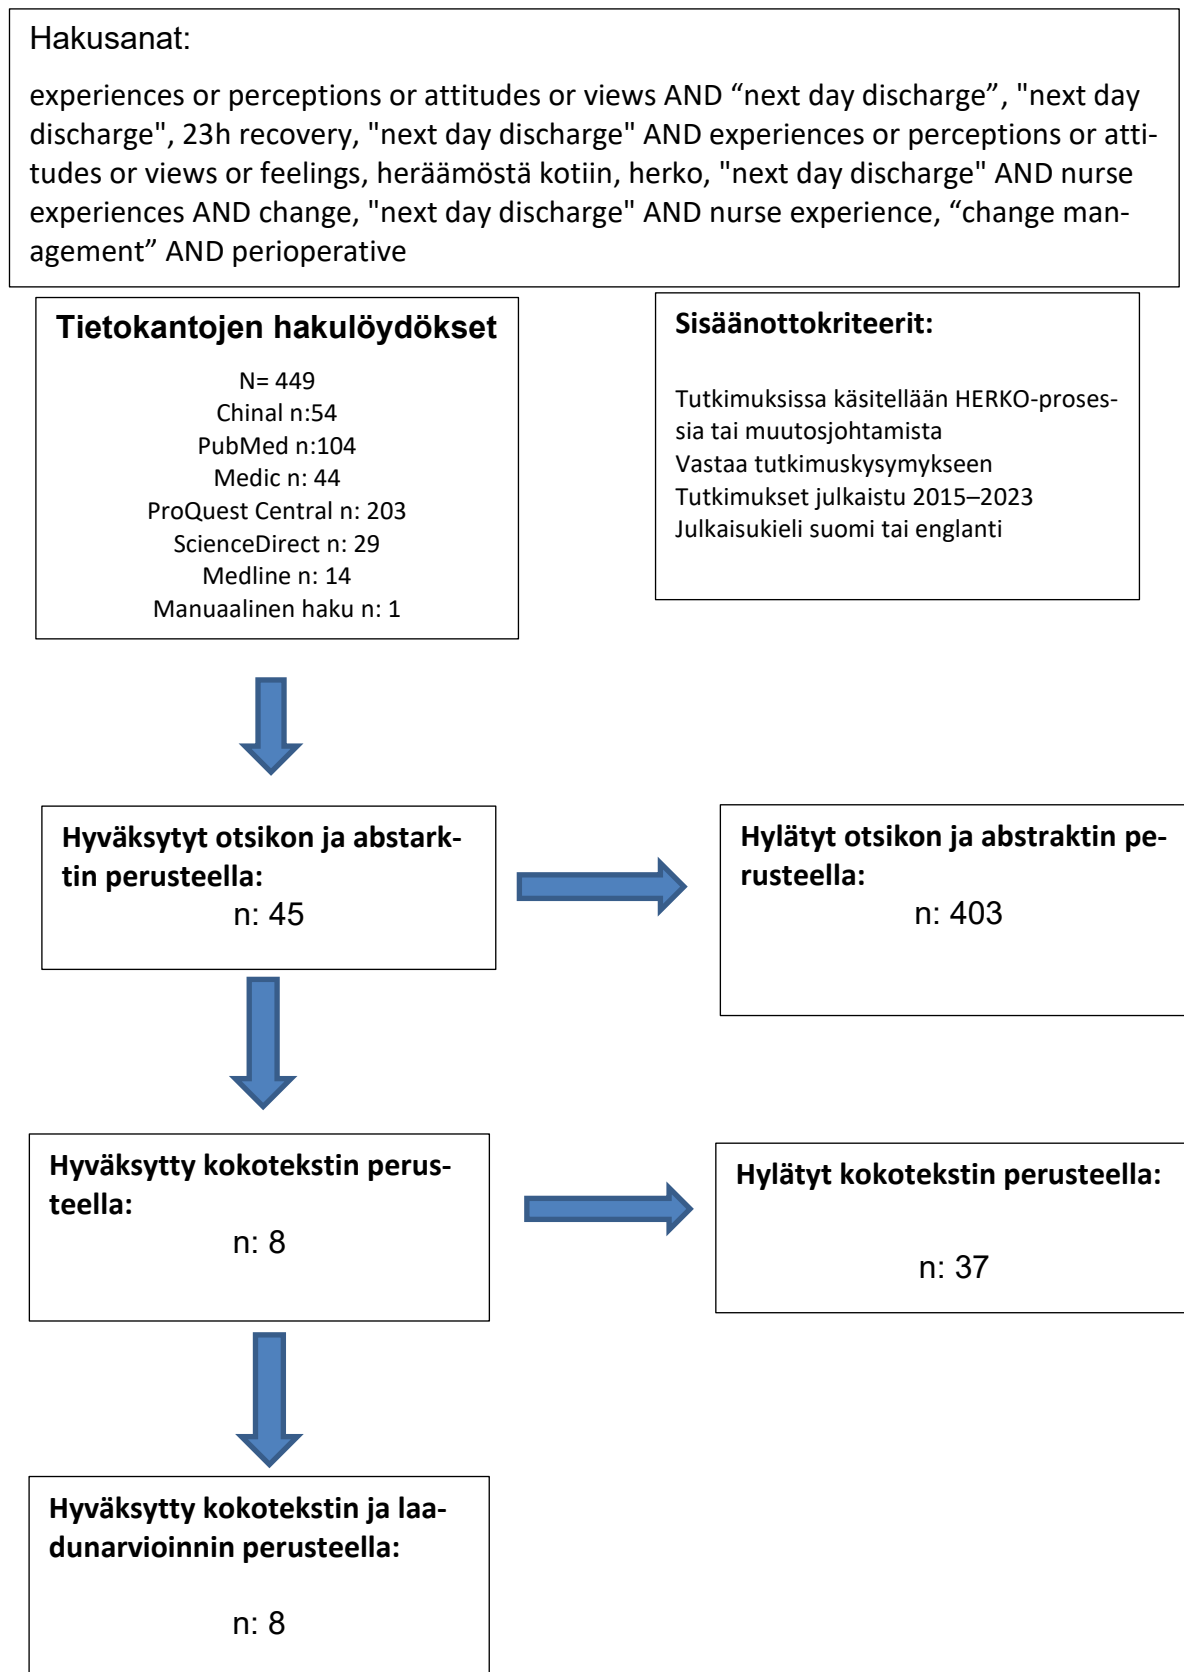 Hakusanat:
experiences or perceptions or attitudes or views AND “next day discharge”, "next day
discharge", 23h recovery, "next day discharge" AND experiences or perceptions or atti-
tudes or views or feelings, heräämöstä kotiin, herko, "next day discharge" AND nurse
experiences AND change, "next day discharge" AND nurse experience, “change man-
agement” AND perioperative
Tietokantojen hakulöydökset
N= 449
Chinal n:54
PubMed n:104
Medic n: 44
ProQuest Central n: 203
ScienceDirect n: 29
Medline n: 14
Manuaalinen haku n: 1
Sisäänottokriteerit:
Tutkimuksissa käsitellään HERKO-proses-
sia tai muutosjohtamista
Vastaa tutkimuskysymykseen
Tutkimukset julkaistu 2015–2023
Julkaisukieli suomi tai englanti
Hyväksytyt otsikon ja abstark-
tin perusteella:
n: 45
Hylätyt otsikon ja abstraktin pe-
rusteella:
n: 403
Hyväksytty kokotekstin perus-
teella:
n: 8
Hylätyt kokotekstin perusteella:
n: 37
Hyväksytty kokotekstin ja laa-
dunarvioinnin perusteella:
n: 8